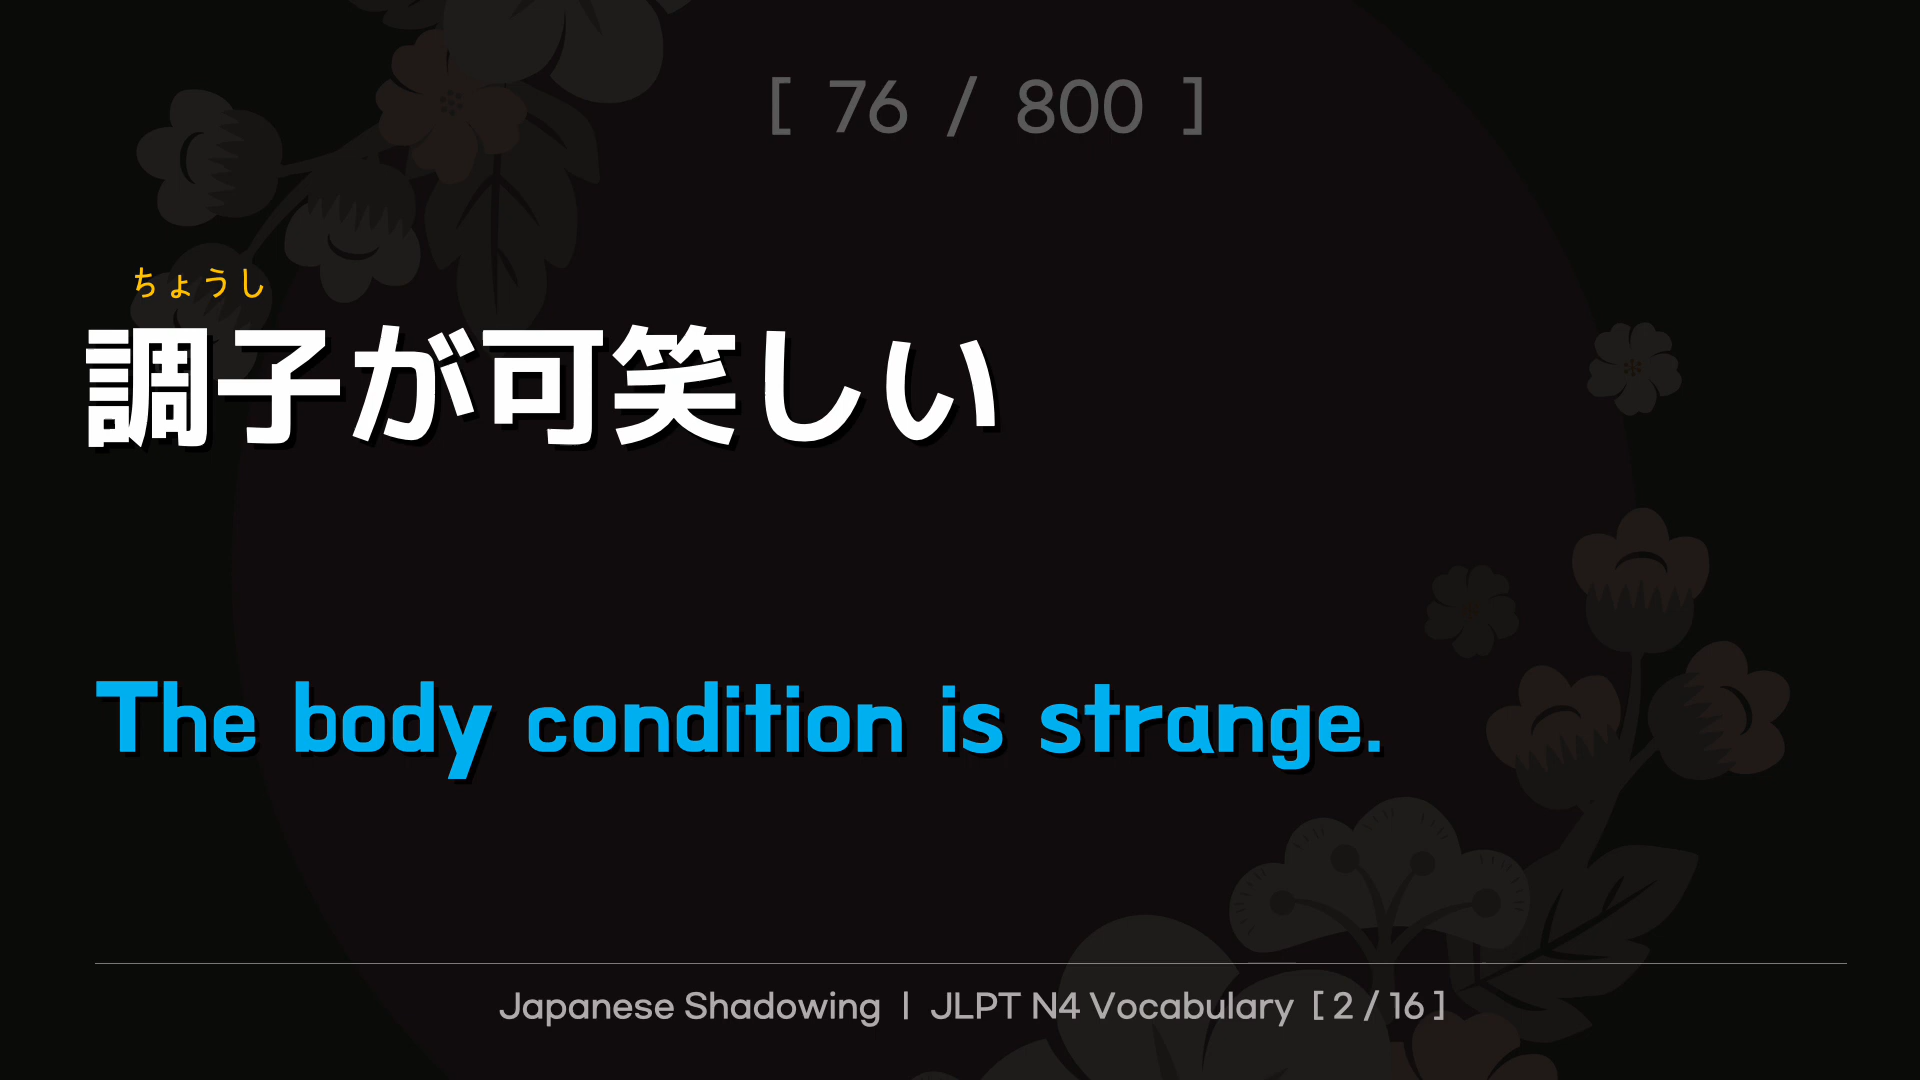 [ 76 / 800 ]
ちょうし
調子が可笑しい
The body condition is strange.
Japanese Shadowing | JLPT N4 Vocabulary [ 2 / 16 ]